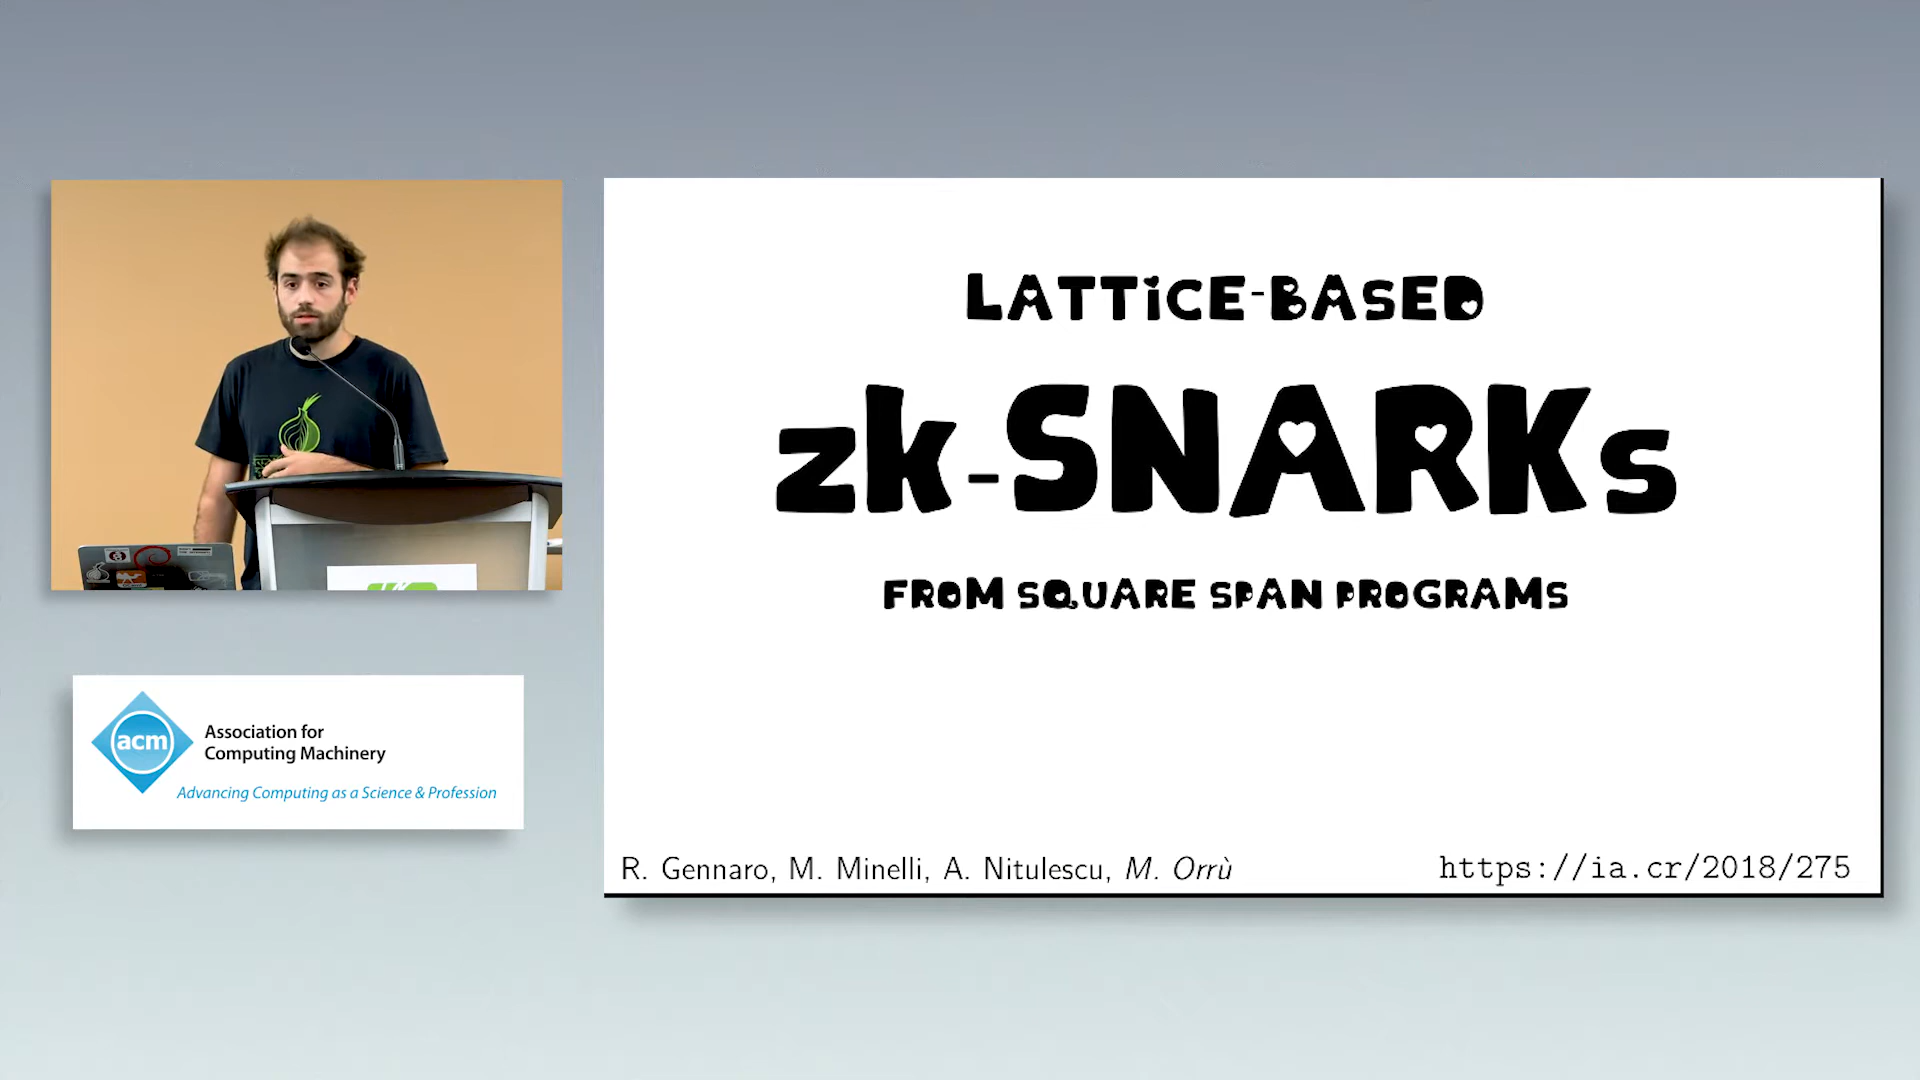 LATTiCE-BASED
zk-SNARKs
FROM SQUARE SPAN PROGRAMS
R. Gennaro, M. Minelli, A. Nitulescu, M. Orrù
https://ia.cr/2018/275
acm
Association for
Computing Machinery
Advancing Computing as a Science & Profession